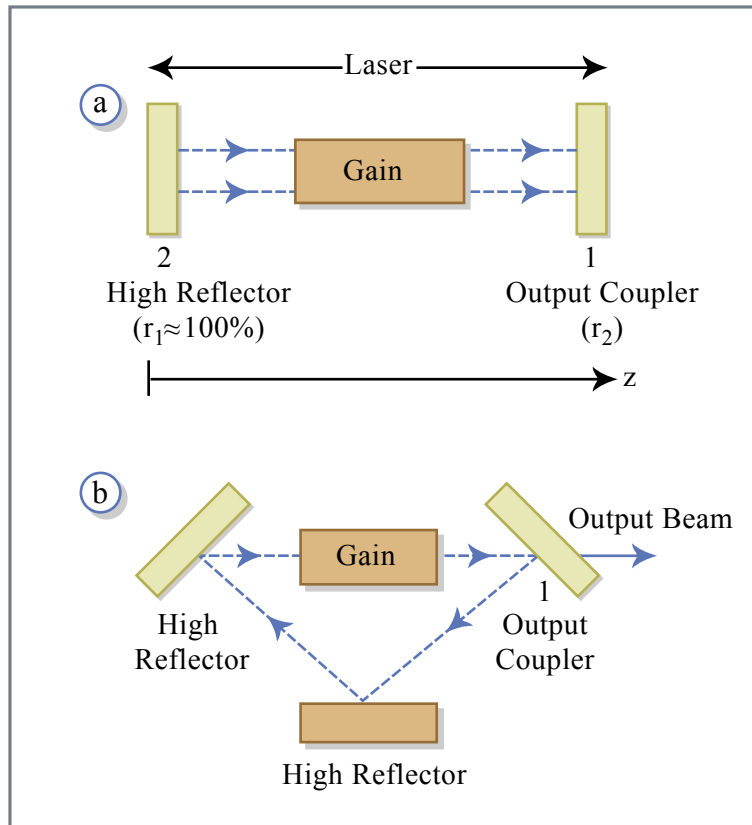 Laser
a
Gain
2
High Reflector
(r₁≈100%)
1
Output Coupler
(r₂)
z
b
Output Beam
Gain
High
Reflector
1
Output
Coupler
High Reflector